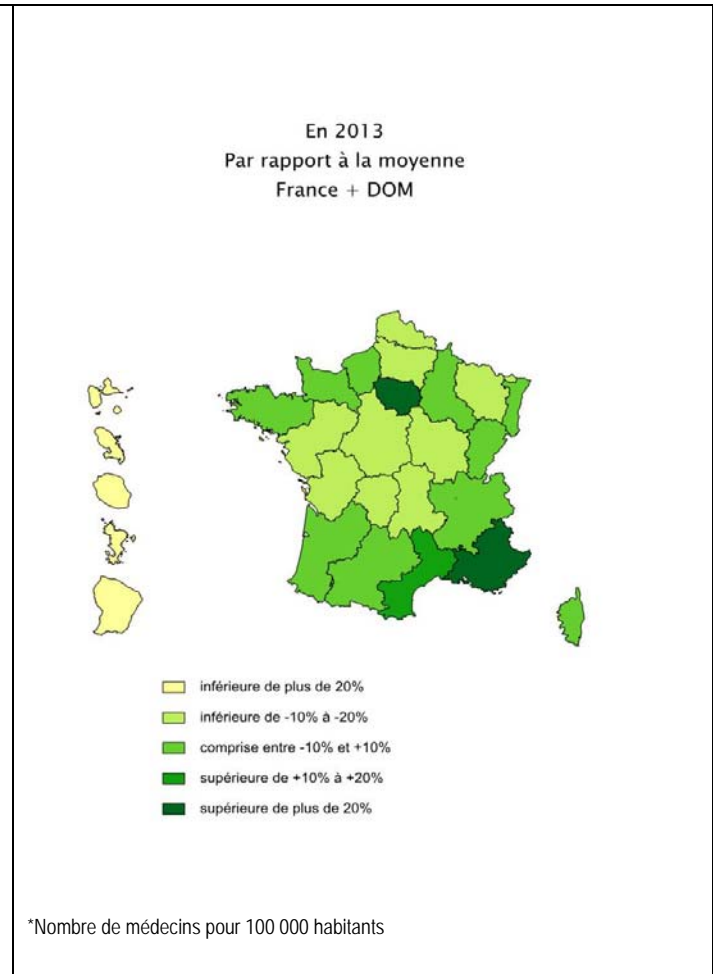 En 2013
Par rapport à la moyenne
France + DOM
inférieure de plus de 20%
inférieure de -10% à -20%
comprise entre -10% et +10%
supérieure de +10% à +20%
supérieure de plus de 20%
*Nombre de médecins pour 100 000 habitants